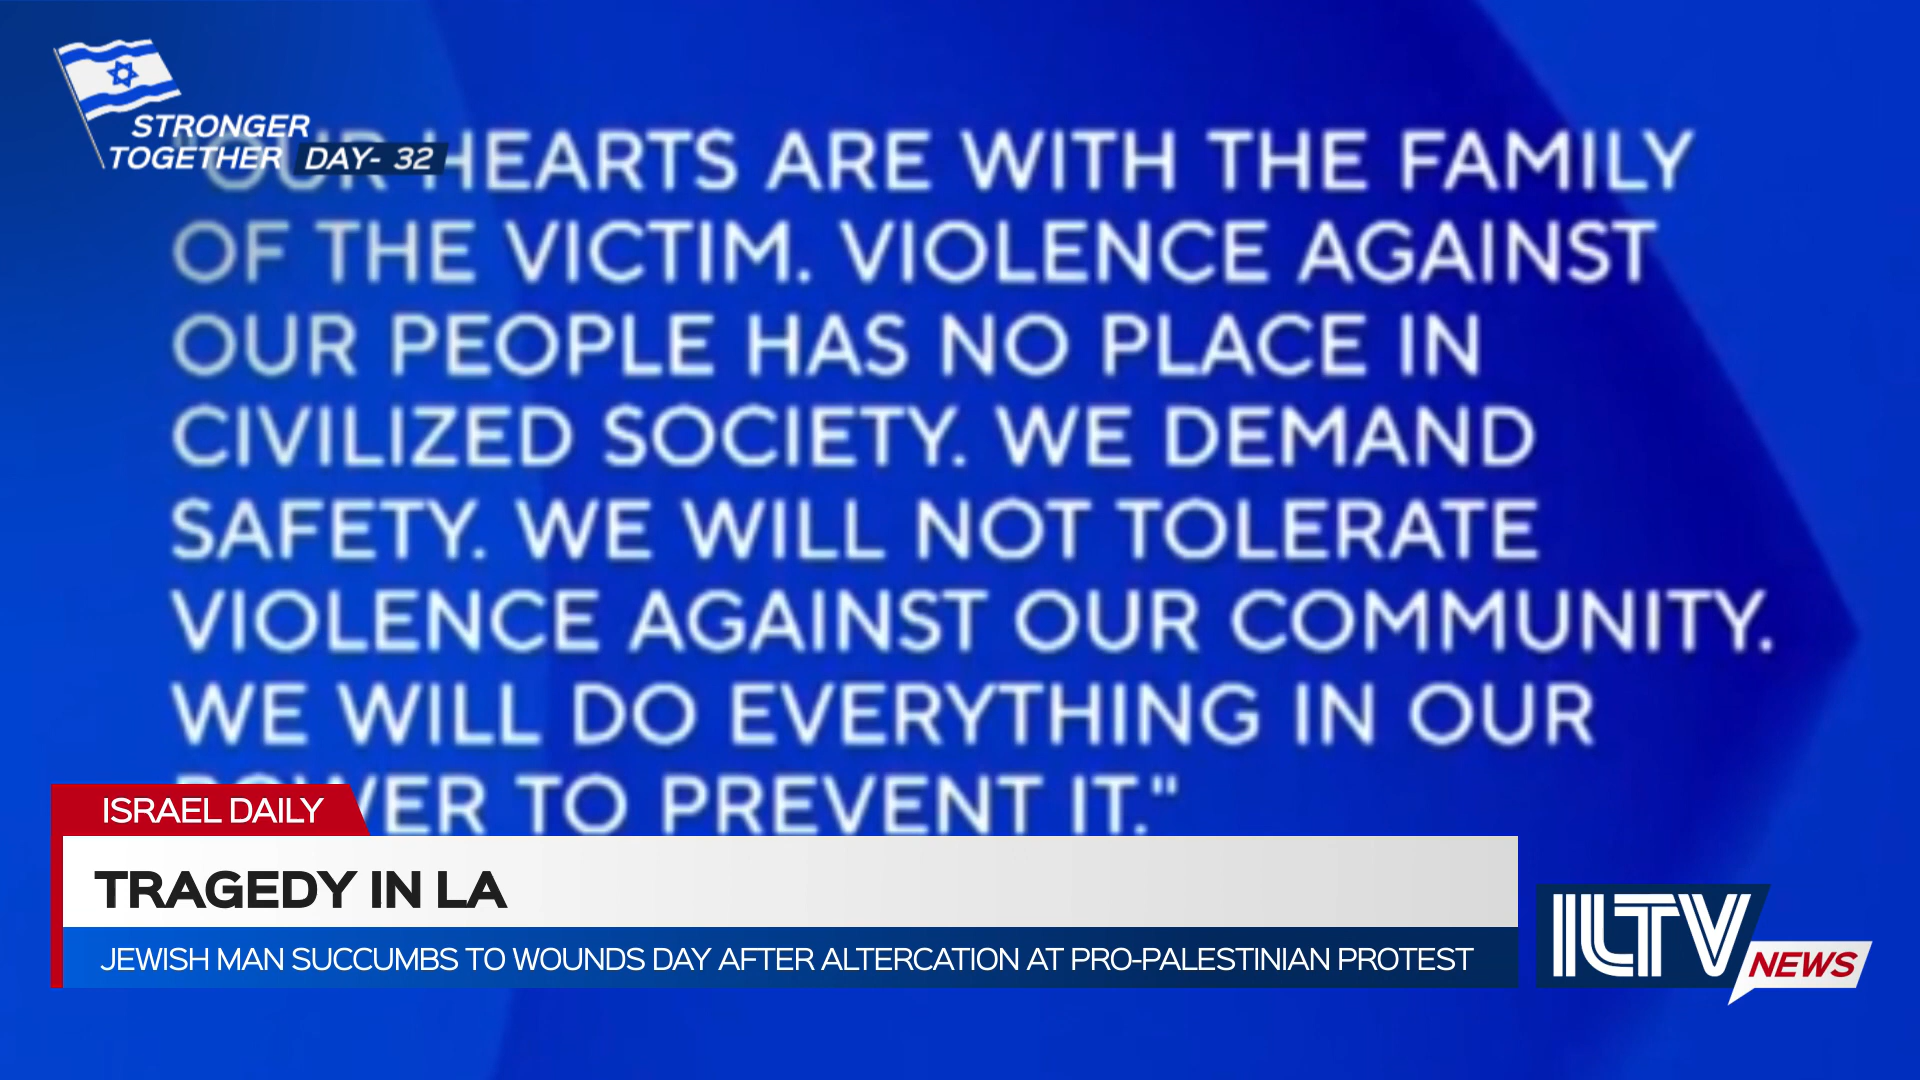 STRONGER
TOGETHER DAY- 32
"OUR HEARTS ARE WITH THE FAMILY
OF THE VICTIM. VIOLENCE AGAINST
OUR PEOPLE HAS NO PLACE IN
CIVILIZED SOCIETY. WE DEMAND
SAFETY. WE WILL NOT TOLERATE
VIOLENCE AGAINST OUR COMMUNITY.
WE WILL DO EVERYTHING IN OUR
POWER TO PREVENT IT."
ISRAEL DAILY
TRAGEDY IN LA
JEWISH MAN SUCCUMBS TO WOUNDS DAY AFTER ALTERCATION AT PRO-PALESTINIAN PROTEST
ILTV
NEWS